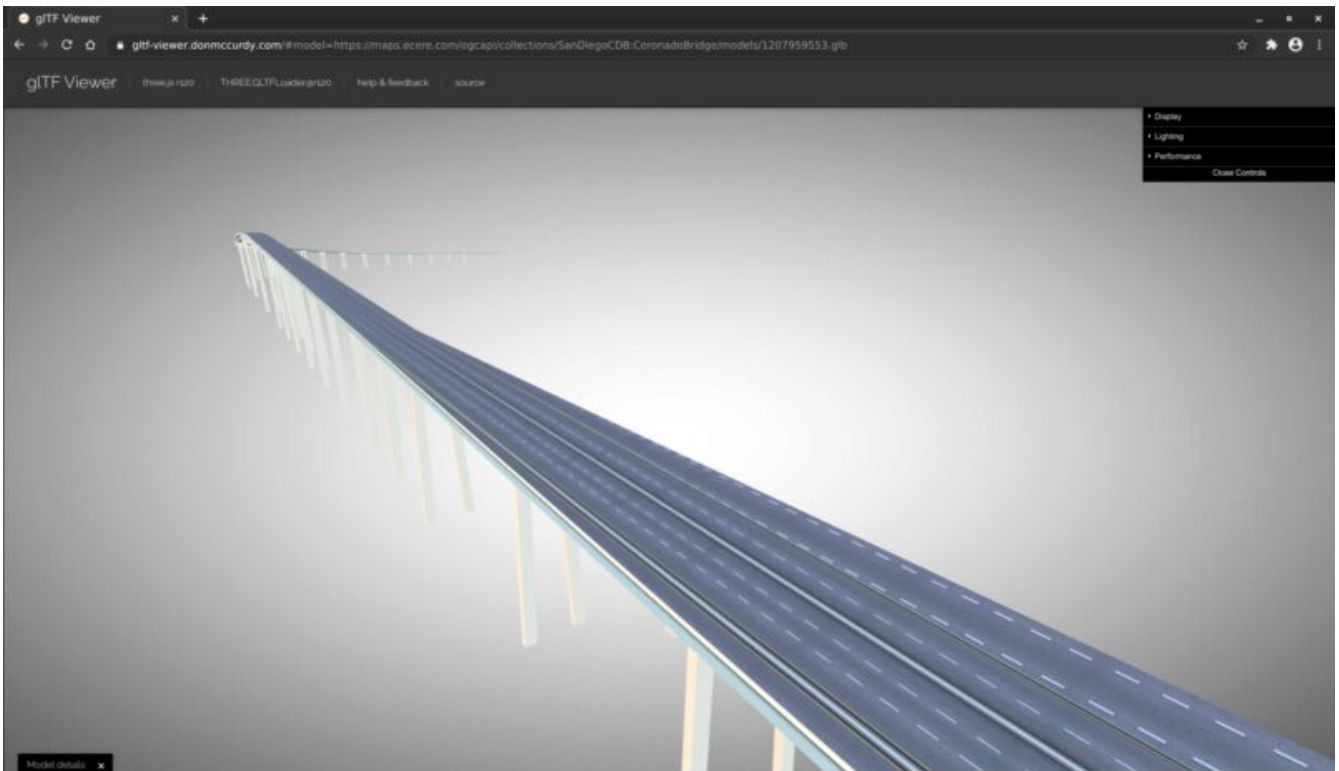 glTF Viewer
gltf-viewer.donmccurdy.com/#model=https://maps.ecere.com/ogcapi/collections/SanDiegoCDB:CoronadoBridge/models/1207959553.glb
glTF Viewer three.js r120 THREE.GLTFLoader@r120 help & feedback source
Display
Lighting
Performance
Close Controls
Model details x